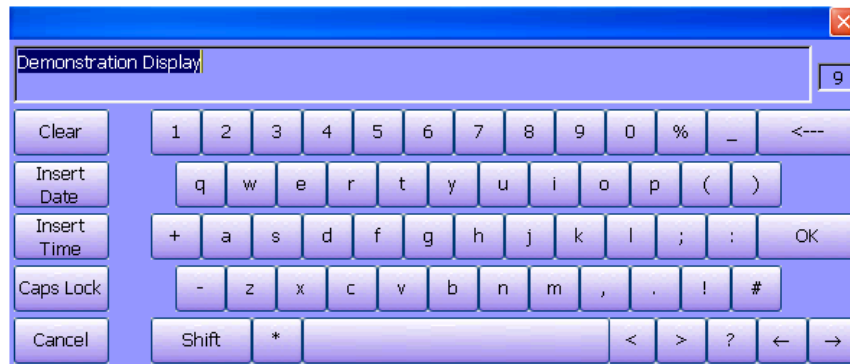 Demonstration Display
9
Clear 1 2 3 4 5 6 7 8 9 0 % _ <---
Insert Date q w e r t y u i o p ( )
Insert Time + a s d f g h j k l ; : OK
Caps Lock - z x c v b n m , . ! #
Cancel Shift * < > ? ← →